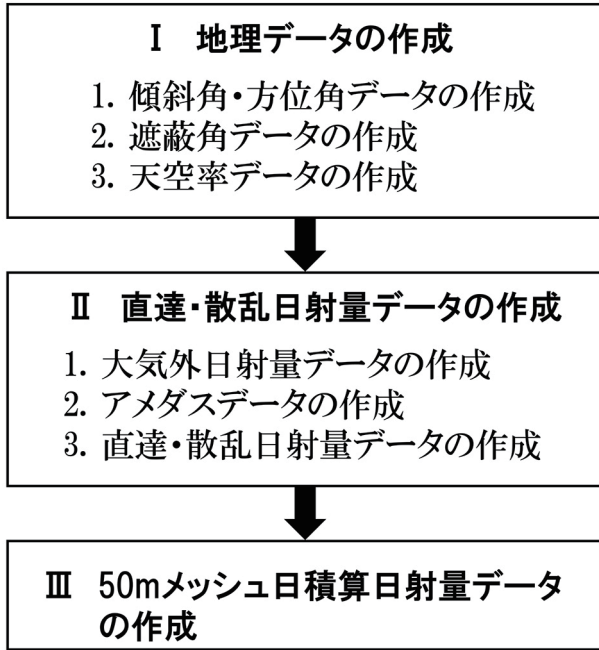 Ⅰ 地理データの作成
1. 傾斜角・方位角データの作成
2. 遮蔽角データの作成
3. 天空率データの作成
Ⅱ 直達・散乱日射量データの作成
1. 大気外日射量データの作成
2. アメダスデータの作成
3. 直達・散乱日射量データの作成
Ⅲ 50mメッシュ日積算日射量データ
の作成